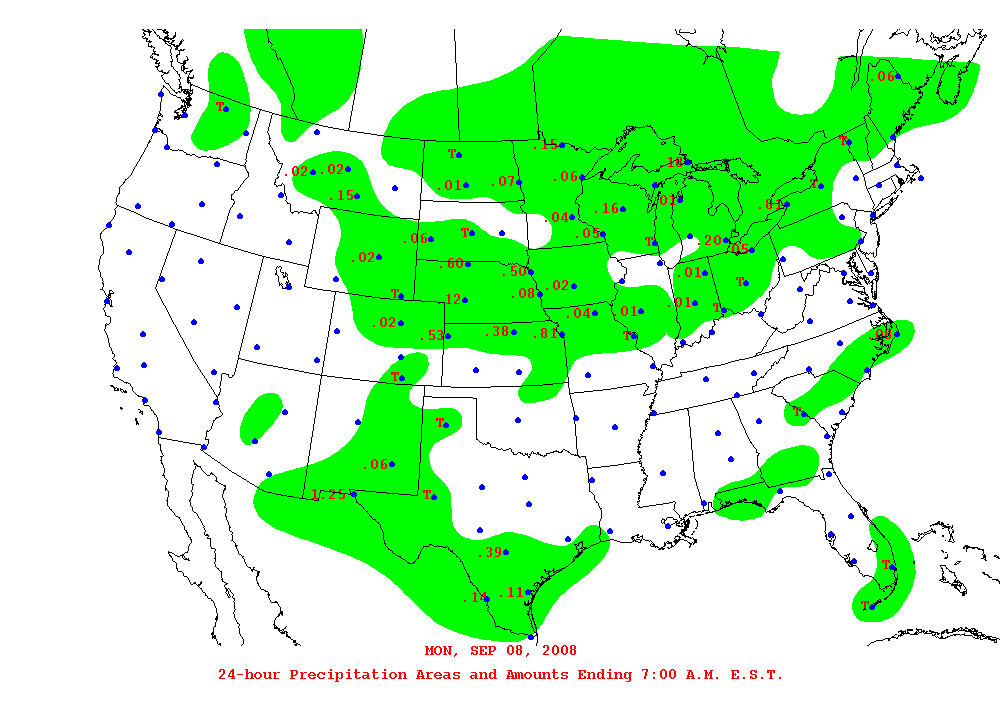 .06
T
.15
T
T
.18
.02 .02
.06
.01 .07
T
.15
.01
.16
.81
.04
T
.06
.05
T .20
.05
.02
.60
.50
.01
T
.02
.08
T
.12
.01
.04 .01
T
.02
.38
.53
.81
T
.08
T
T
T
.06
1.25
T
.39
T
.11
.14
T
MON, SEP 08, 2008
24-hour Precipitation Areas and Amounts Ending 7:00 A.M. E.S.T.